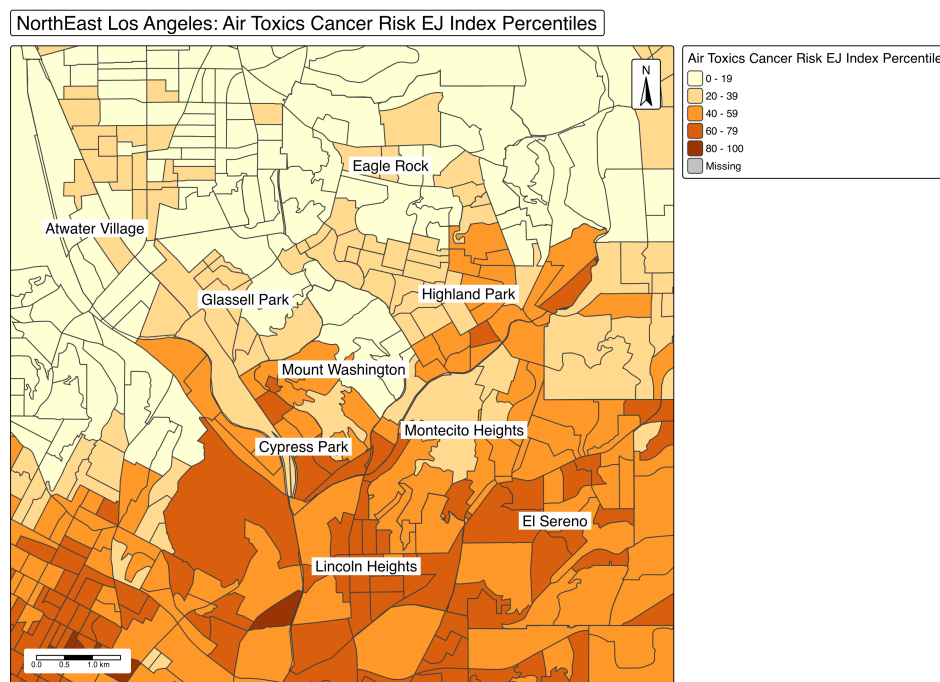 NorthEast Los Angeles: Air Toxics Cancer Risk EJ Index Percentiles
N
Air Toxics Cancer Risk EJ Index Percentile
0 - 19
20 - 39
40 - 59
60 - 79
80 - 100
Missing
Eagle Rock
Atwater Village
Glassell Park
Highland Park
Mount Washington
Montecito Heights
Cypress Park
El Sereno
Lincoln Heights
0.0 0.5 1.0 km